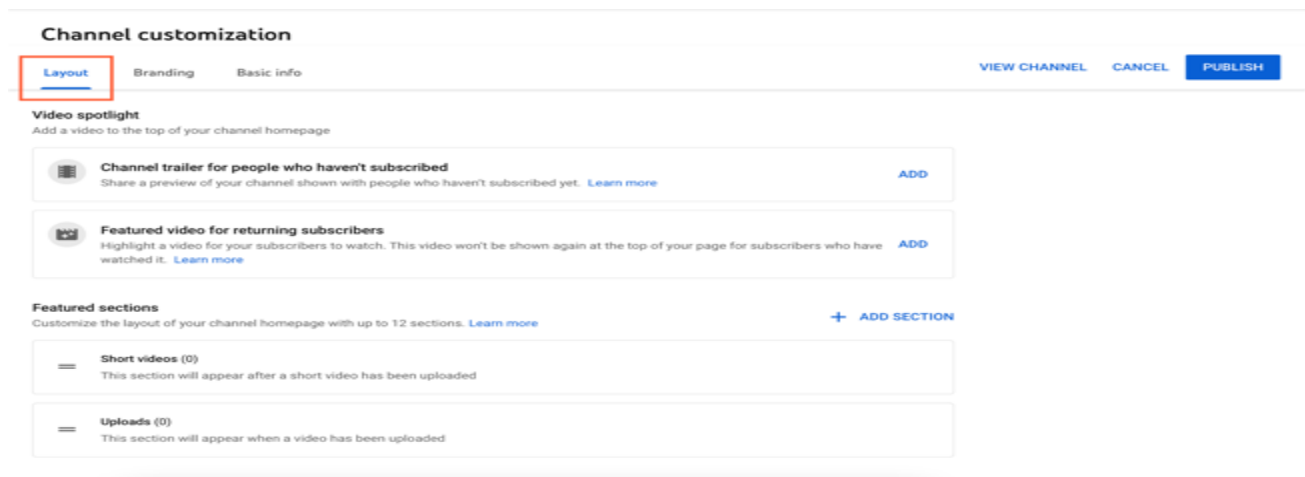 Channel customization
Layout Branding Basic info VIEW CHANNEL CANCEL PUBLISH
Video spotlight
Add a video to the top of your channel homepage
Channel trailer for people who haven't subscribed
Share a preview of your channel shown with people who haven't subscribed yet. Learn more ADD
Featured video for returning subscribers
Highlight a video for your subscribers to watch. This video won't be shown again at the top of your page for subscribers who have ADD
watched it. Learn more
Featured sections
Customize the layout of your channel homepage with up to 12 sections. Learn more + ADD SECTION
Short videos (0)
This section will appear after a short video has been uploaded
Uploads (0)
This section will appear when a video has been uploaded